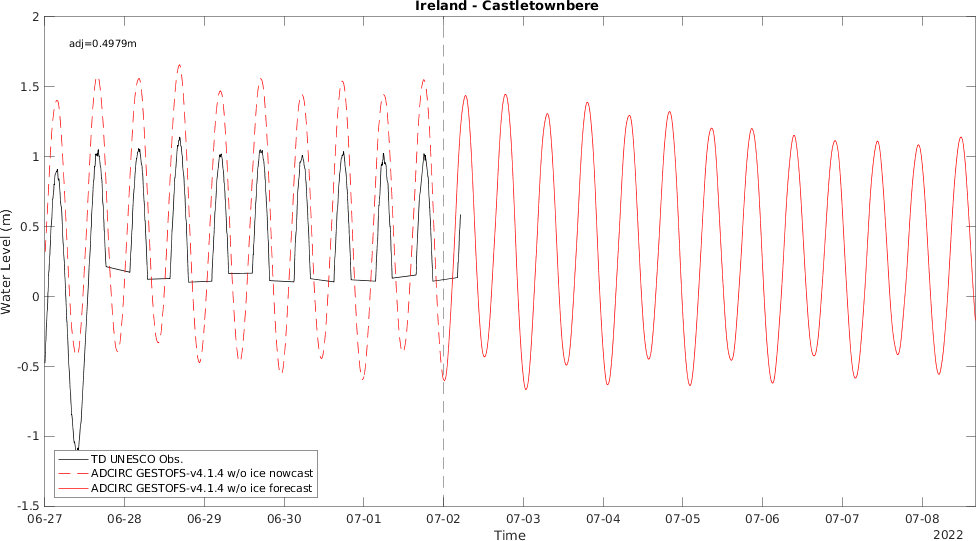 Ireland - Castletownbere
adj=0.4979m
2
1.5
1
0.5
0
-0.5
-1
-1.5
Water Level (m)
TD UNESCO Obs.
ADCIRC GESTOFS-v4.1.4 w/o ice nowcast
ADCIRC GESTOFS-v4.1.4 w/o ice forecast
06-27 06-28 06-29 06-30 07-01 07-02 07-03 07-04 07-05 07-06 07-07 07-08
Time
2022